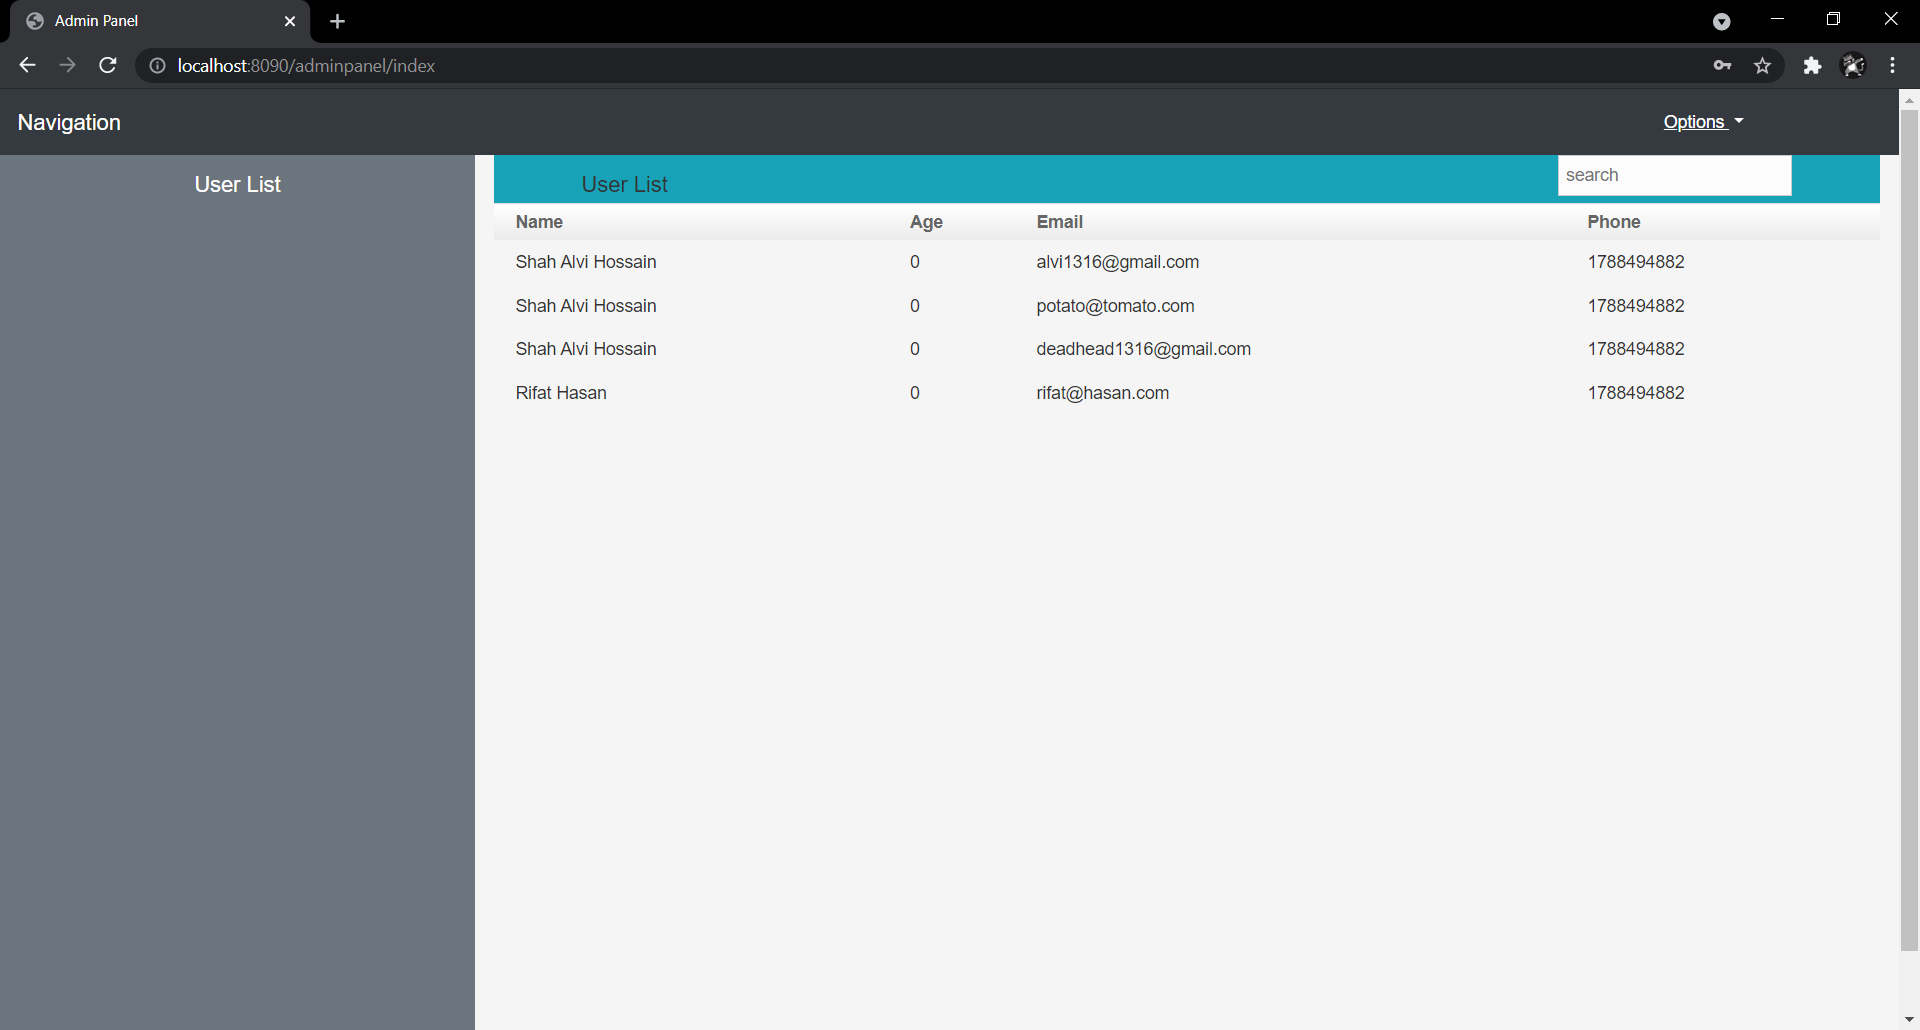 Admin Panel
localhost:8090/adminpanel/index
Navigation
Options
User List
User List
search
Name Age Email Phone
Shah Alvi Hossain 0 alvi1316@gmail.com 1788494882
Shah Alvi Hossain 0 potato@tomato.com 1788494882
Shah Alvi Hossain 0 deadhead1316@gmail.com 1788494882
Rifat Hasan 0 rifat@hasan.com 1788494882